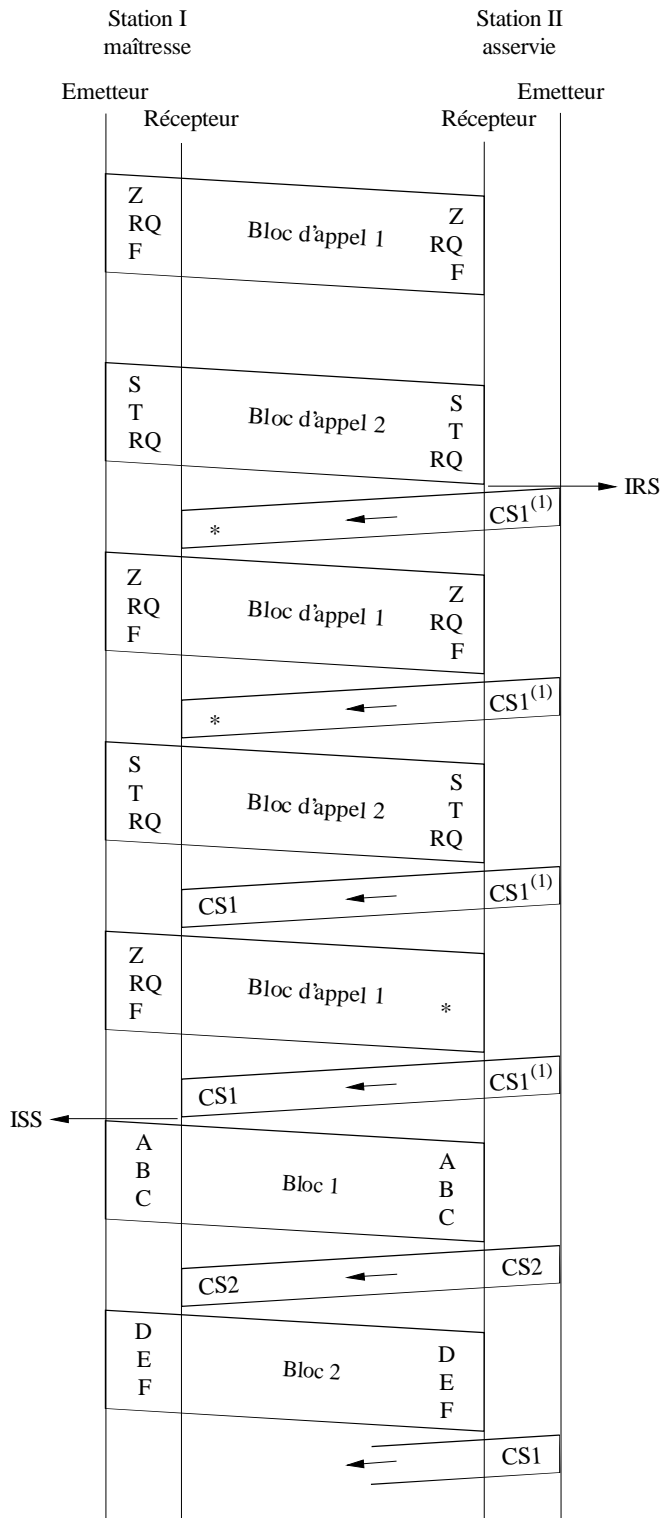 Station I
maîtresse
Station II
asservie
Emetteur
Récepteur
Récepteur
Emetteur
Z
RQ
F
Bloc d'appel 1
Z
RQ
F
S
T
RQ
Bloc d'appel 2
S
T
RQ
IRS
*
CS1(1)
Z
RQ
F
Bloc d'appel 1
Z
RQ
F
*
CS1(1)
S
T
RQ
Bloc d'appel 2
S
T
RQ
CS1
CS1(1)
Z
RQ
F
Bloc d'appel 1
*
CS1
CS1(1)
ISS
A
B
C
Bloc 1
A
B
C
CS2
CS2
D
E
F
Bloc 2
D
E
F
CS1